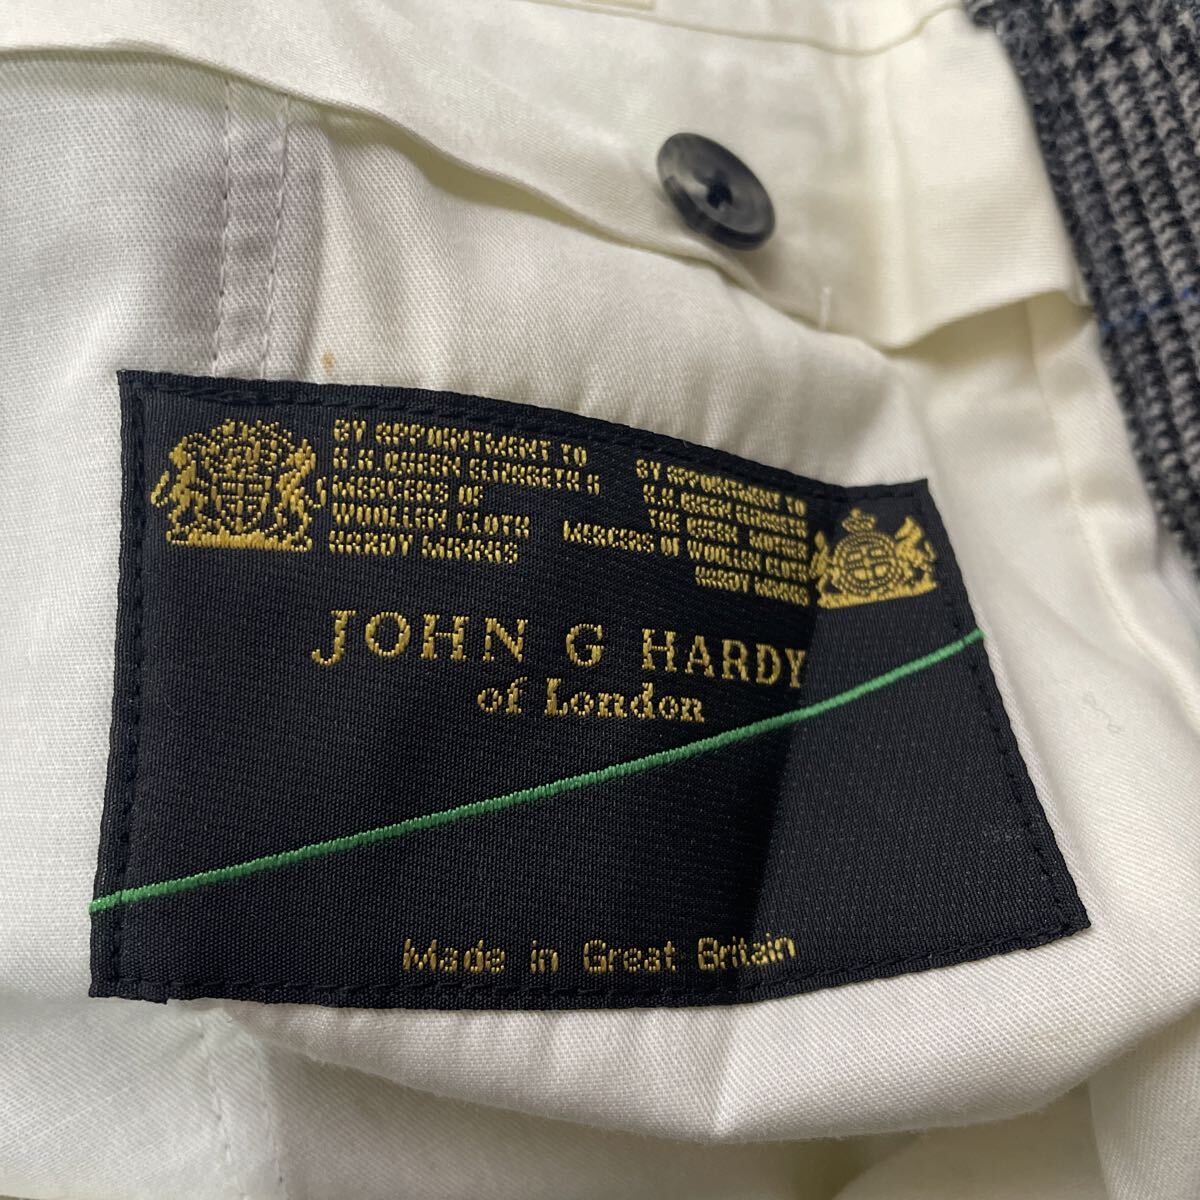 BY APPOINTMENT TO
H.M. QUEEN ELIZABETH II
MERCERS OF
WOOLLEN CLOTH
HARDY MINNIS
BY APPOINTMENT TO
H.M. QUEEN ELIZABETH
THE QUEEN MOTHER
MERCERS OF WOOLLEN CLOTH
HARDY MINNIS
JOHN G HARDY
of London
Made in Great Britain